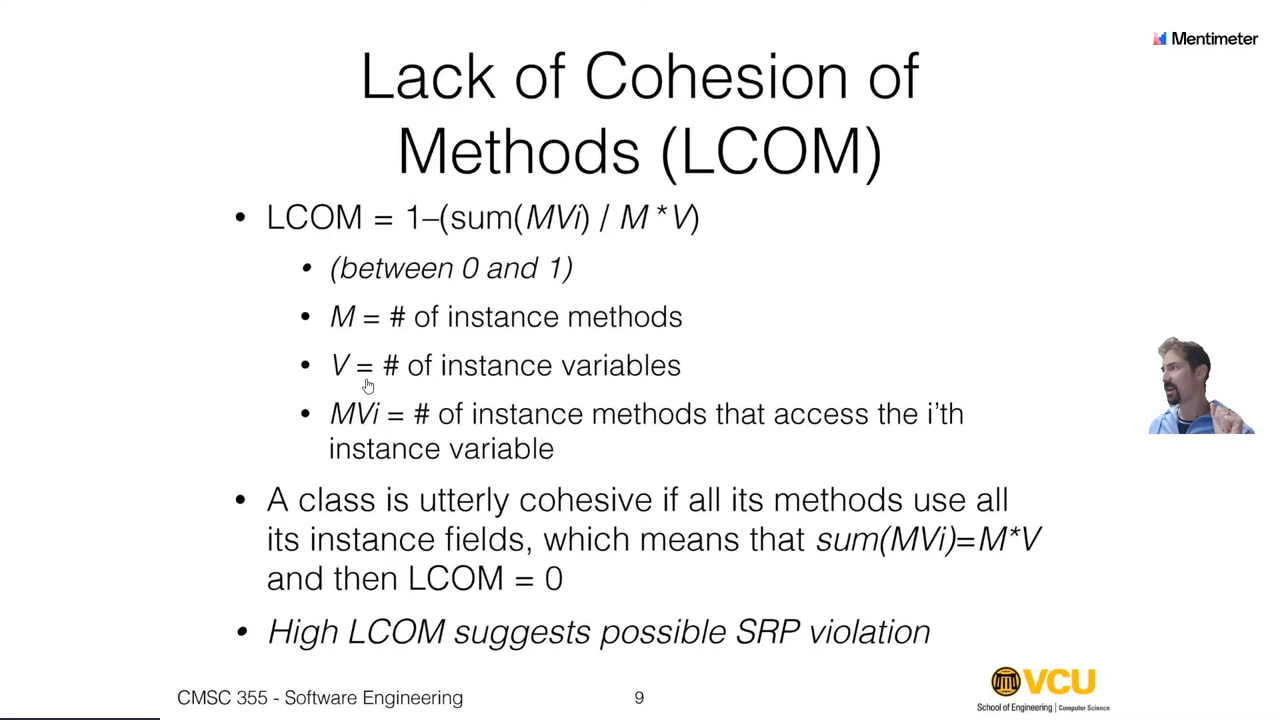 Mentimeter
Lack of Cohesion of
Methods (LCOM)
• LCOM = 1–(sum(MVi) / M * V)
• (between 0 and 1)
• M = # of instance methods
• V = # of instance variables
• MVi = # of instance methods that access the i’th
instance variable
• A class is utterly cohesive if all its methods use all
its instance fields, which means that sum(MVi)=M*V
and then LCOM = 0
• High LCOM suggests possible SRP violation
CMSC 355 - Software Engineering
9
VCU
School of Engineering | Computer Science